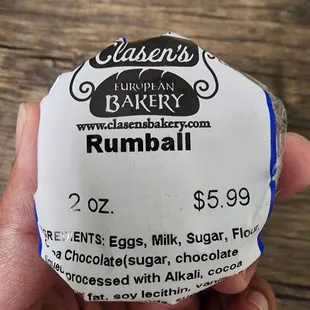 Clasen's
EUROPEAN
BAKERY
www.clasensbakery.com
Rumball
2 oz. $5.99
Eggs, Milk, Sugar, Flour,
Chocolate(sugar, chocolate
processed with Alkali, cocoa
fat, soy lecithin,